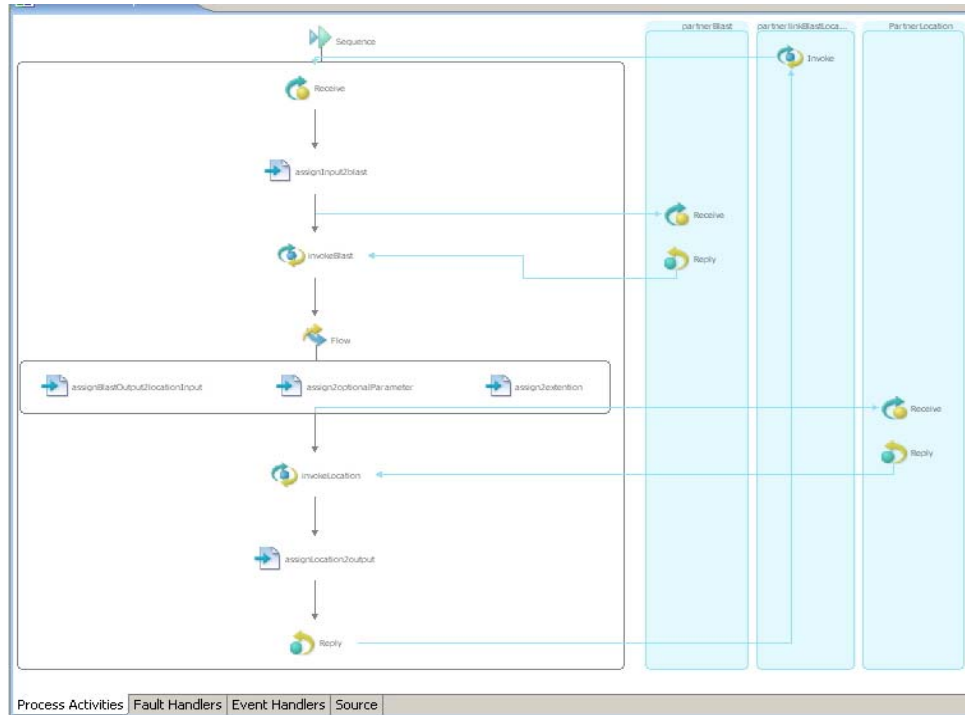 partnerBlast
partnerlinkBlastLoca...
PartnerLocation
Sequence
Invoke
Receive
assignInput2blast
Receive
invokeBlast
Reply
Flow
assignBlastOutput2locationInput
assign2optionalParameter
assign2extention
Receive
Reply
invokeLocation
assignLocation2output
Reply
Process Activities
Fault Handlers
Event Handlers
Source